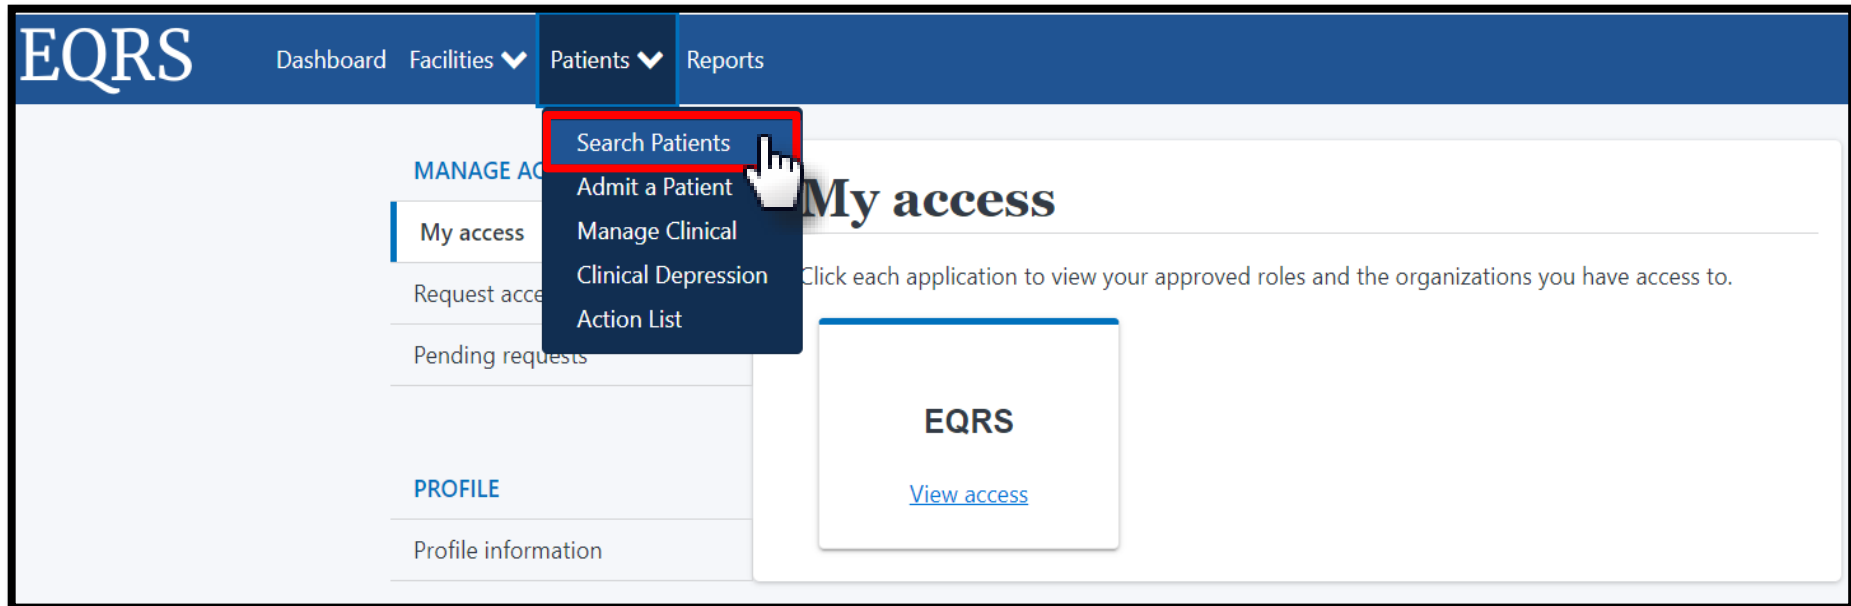 EQRS
Dashboard Facilities Patients Reports
Search Patients
Admit a Patient
Manage Clinical
Clinical Depression
Action List
MANAGE
My access
Request
Pending requests
PROFILE
Profile information
My access
Click each application to view your approved roles and the organizations you have access to.
EQRS
View access